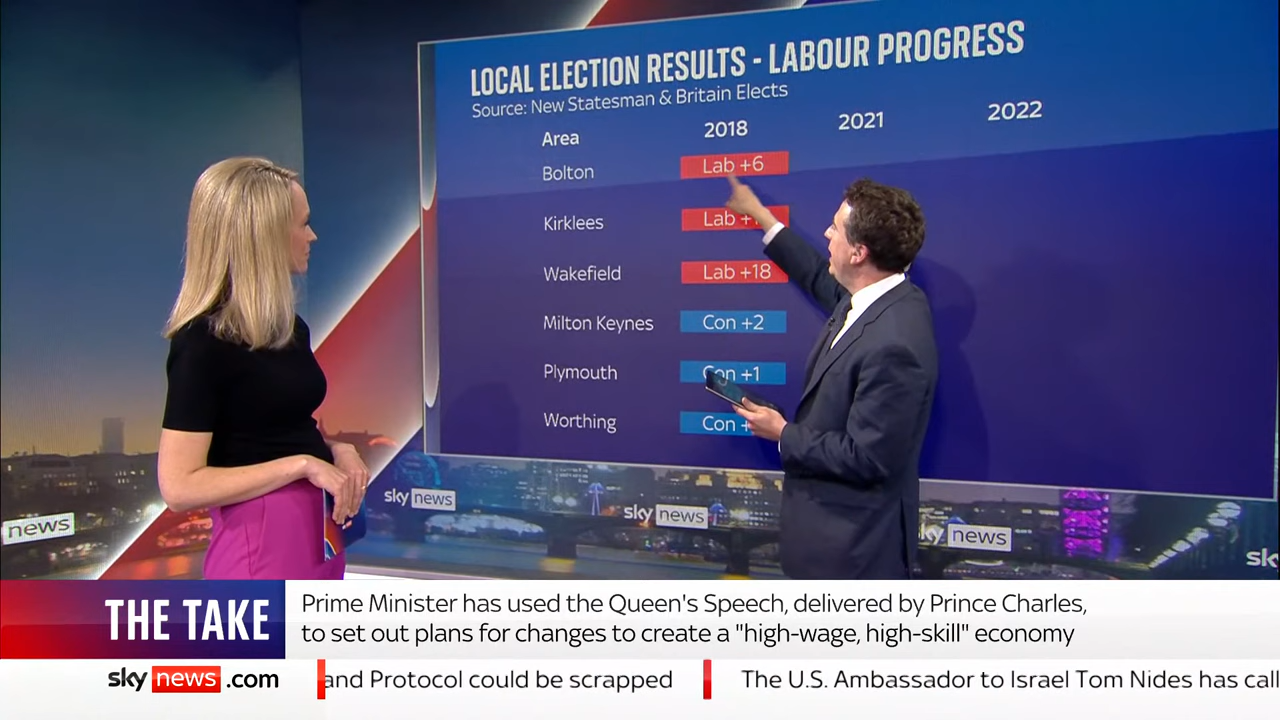 LOCAL ELECTION RESULTS - LABOUR PROGRESS
Source: New Statesman & Britain Elects
Area 2018 2021 2022
Bolton Lab +6
Kirklees Lab
Wakefield Lab +18
Milton Keynes Con +2
Plymouth Con +1
Worthing Con
news
sky news
sky news
sky news
sk
THE TAKE
Prime Minister has used the Queen's Speech, delivered by Prince Charles,
to set out plans for changes to create a "high-wage, high-skill" economy
sky news .com
and Protocol could be scrapped
The U.S. Ambassador to Israel Tom Nides has call